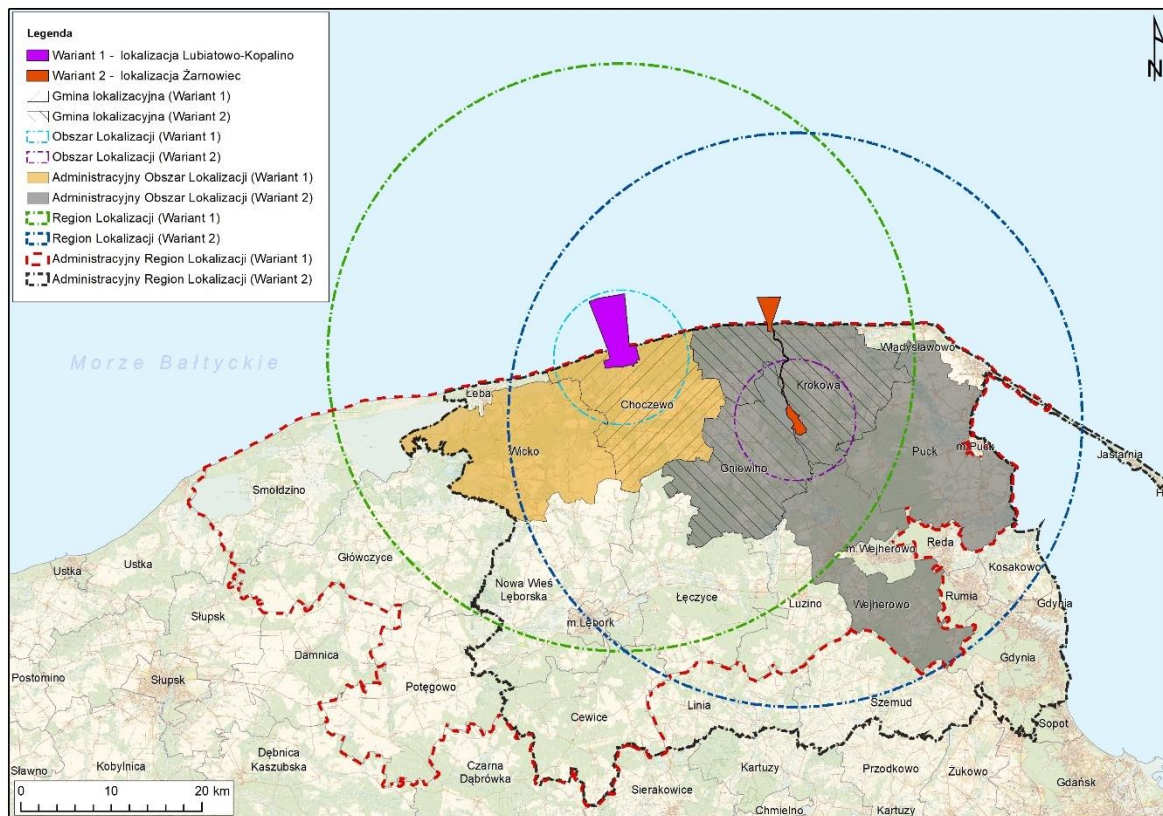 Legenda
Wariant 1 - lokalizacja Lubiatowo-Kopalino
Wariant 2 - lokalizacja Żarnowiec
Gmina lokalizacyjna (Wariant 1)
Gmina lokalizacyjna (Wariant 2)
Obszar Lokalizacji (Wariant 1)
Obszar Lokalizacji (Wariant 2)
Administracyjny Obszar Lokalizacji (Wariant 1)
Administracyjny Obszar Lokalizacji (Wariant 2)
Region Lokalizacji (Wariant 1)
Region Lokalizacji (Wariant 2)
Administracyjny Region Lokalizacji (Wariant 1)
Administracyjny Region Lokalizacji (Wariant 2)
N
Morze Bałtyckie
Władysławowo
Łeba
Choczewo
Krokowa
Wicko
Gniewino
Puck
m.Puck
Jastarnia
H
Smołdzino
Główczyce
m.Wejherowo
Reda
Kosakowo
Ustka
Ustka
Nowa Wieś
Lęborska
Łęczyce
Luzino
Wejherowo
Rumia
Gdynia
Słupsk
m.Lębork
Damnica
Gdynia
Postomino
Słupsk
Potęgowo
Linia
Szemud
Cewice
Sopot
Dębnica
Kaszubska
Czarna
Dąbrówka
Sławno
Kobylnica
Kartuzy
Przodkowo
Żukowo
Gdańsk
Sierakowice
Chmielno
Kartuzy
0 10 20 km